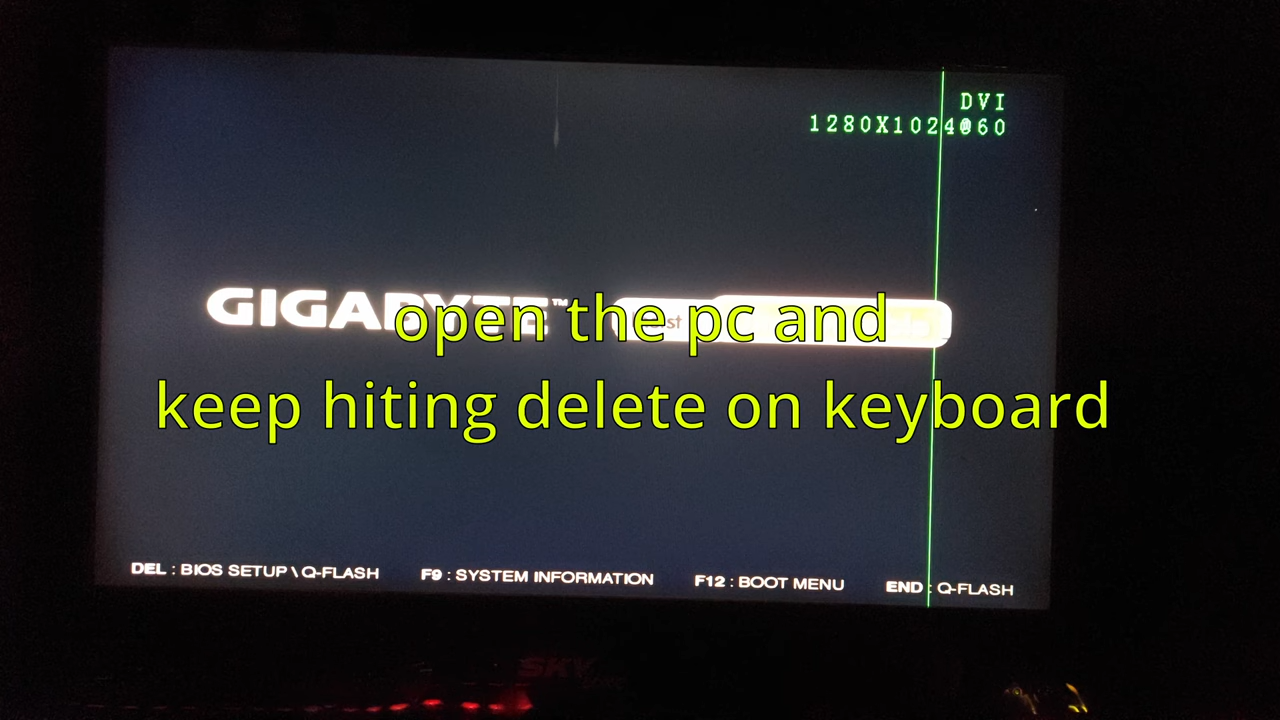 DVI
1280X1024@60
GIGABYTE™
open the pc and
keep hiting delete on keyboard
DEL : BIOS SETUP \ Q-FLASH F9 : SYSTEM INFORMATION F12 : BOOT MENU END : Q-FLASH